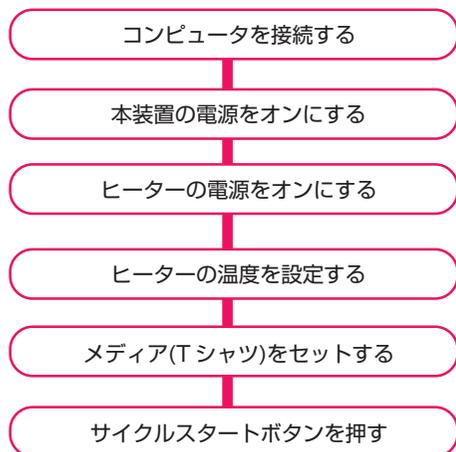 コンピュータを接続する
本装置の電源をオンにする
ヒーターの電源をオンにする
ヒーターの温度を設定する
メディア(T シャツ)をセットする
サイクルスタートボタンを押す